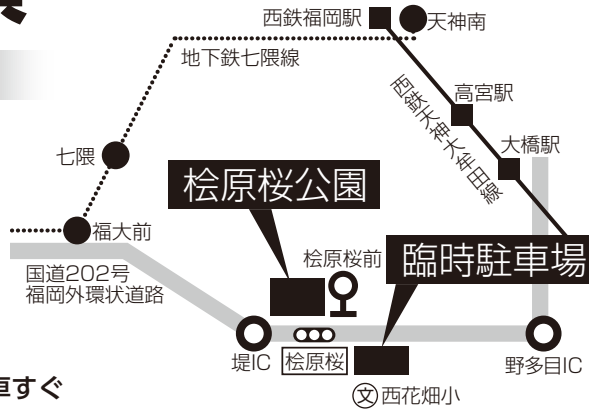 西鉄福岡駅
天神南
地下鉄七隈線
高宮駅
西鉄天神大牟田線
大橋駅
七隈
桧原桜公園
福大前
桧原桜前
臨時駐車場
国道202号
福岡外環状道路
堤IC
桧原桜
野多目IC
車すぐ
文西花畑小